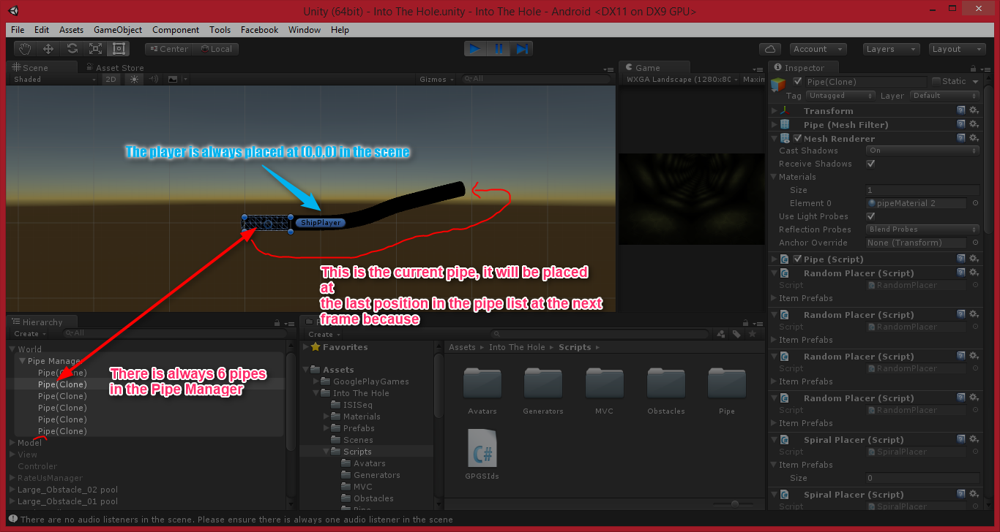 Unity (64bit) - Into The Hole.unity - Into The Hole - Android <DX11 on DX9 GPU>
File Edit Assets GameObject Component Tools Facebook Window Help
Center Local Account Layers Layout
Scene Asset Store
Shaded 2D Gizmos All
Game
WXGA Landscape (1280x80 Maxim
Inspector
Pipe(Clone) Static
Tag Untagged Layer Default
Transform
Pipe (Mesh Filter)
Mesh Renderer
Cast Shadows On
Receive Shadows
Materials
Size 1
Element 0 pipeMaterial 2
Use Light Probes
Reflection Probes Blend Probes
Anchor Override None (Transform)
Pipe (Script)
Random Placer (Script)
Script RandomPlacer
Item Prefabs
Random Placer (Script)
Script RandomPlacer
Item Prefabs
Random Placer (Script)
Script RandomPlacer
Item Prefabs
Random Placer (Script)
Script RandomPlacer
Item Prefabs
Spiral Placer (Script)
Script SpiralPlacer
Item Prefabs
Size 0
Spiral Placer (Script)
Script SpiralPlacer
The player is always placed at (0,0,0) in the scene
ShipPlayer
This is the current pipe, it will be placed
at
the last position in the pipe list at the next
frame because
Hierarchy
Create All
World
Pipe Manage
Pipe(Clone)
Pipe(Clone)
Pipe(Clone)
Pipe(Clone)
Pipe(Clone)
Pipe(Clone)
Model
View
Controler
RateUsManager
Large_Obstacle_02 pool
Large_Obstacle_01 pool
There is always 6 pipes
in the Pipe Manager
Create
Favorites
Assets
GooglePlayGames
Into The Hole
ISISeq
Materials
Prefabs
Scenes
Scripts
Avatars
Generators
MVC
Obstacles
Pipe
Assets Into The Hole Scripts
Avatars Generators MVC Obstacles Pipe
C#
GPGSIds
There are no audio listeners in the scene. Please ensure there is always one audio listener in the scene